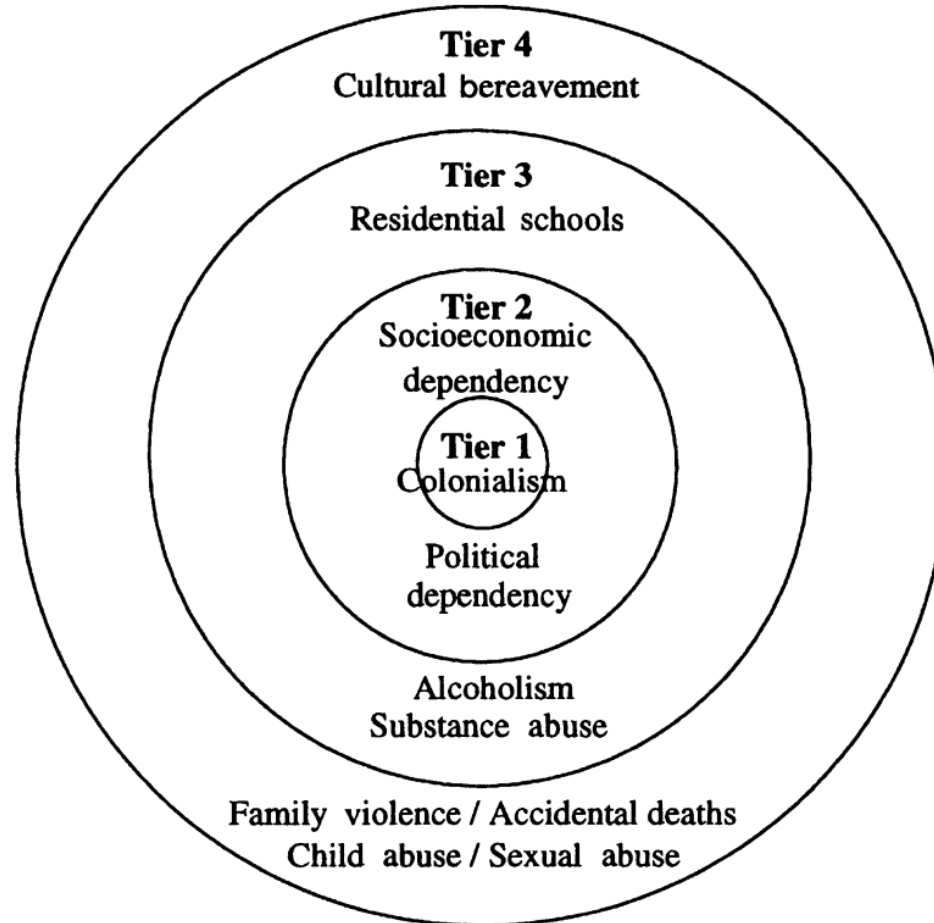 Tier 4
Cultural bereavement
Tier 3
Residential schools
Tier 2
Socioeconomic
dependency
Tier 1
Colonialism
Political
dependency
Alcoholism
Substance abuse
Family violence / Accidental deaths
Child abuse / Sexual abuse